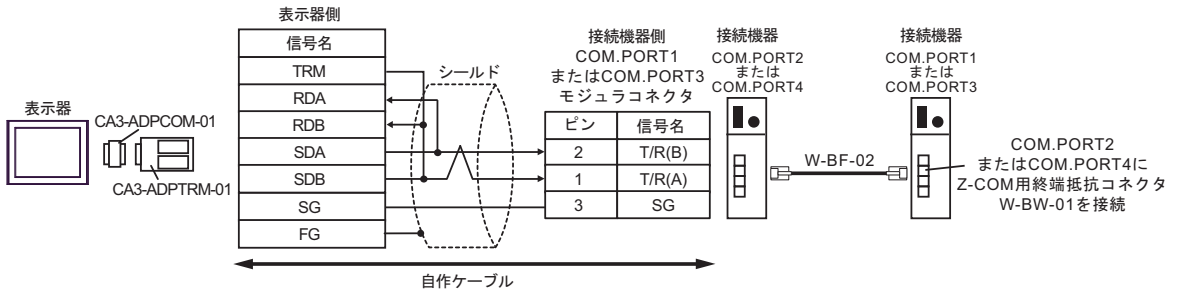 表示器
CA3-ADPCOM-01
CA3-ADPTRM-01
表示器側
信号名
TRM
RDA
RDB
SDA
SDB
SG
FG
シールド
接続機器側
COM.PORT1
またはCOM.PORT3
モジュラコネクタ
ピン 信号名
2 T/R(B)
1 T/R(A)
3 SG
自作ケーブル
接続機器
COM.PORT2
または
COM.PORT4
W-BF-02
接続機器
COM.PORT1
または
COM.PORT3
COM.PORT2
またはCOM.PORT4に
Z-COM用終端抵抗コネクタ
W-BW-01を接続